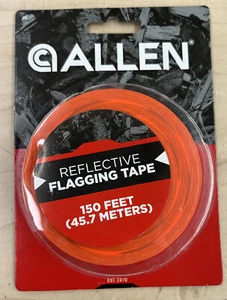 ALLEN
REFLECTIVE
FLAGGING TAPE
150 FEET
(45.7 METERS)
EST 1970